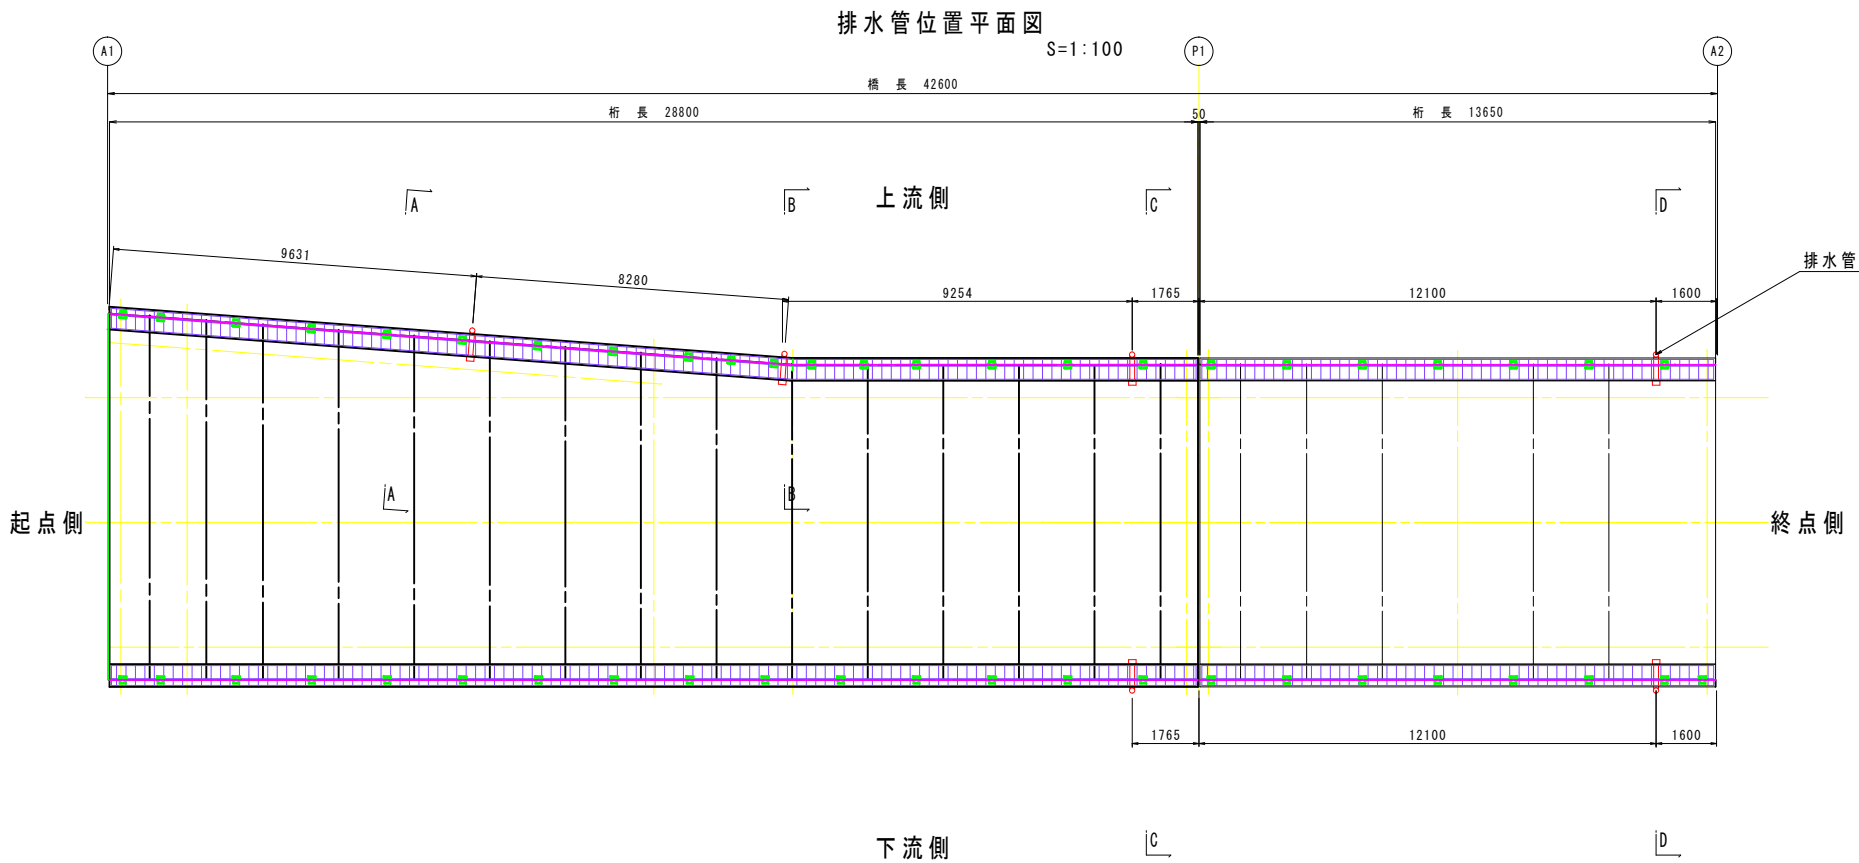 排水管位置平面図
S=1:100
A1
P1
A2
橋 長 42600
桁 長 28800
50
桁 長 13650
A
B
上流側
C
D
9631
8280
9254
1765
12100
1600
排水管
A
B
起点側
終点側
1765
12100
1600
下流側
C
D